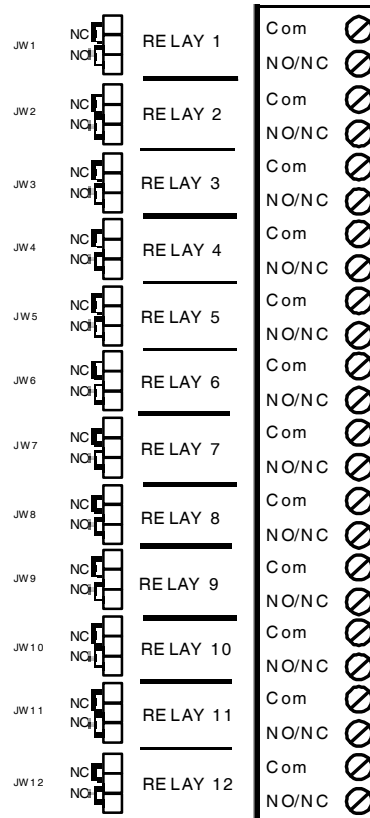 JW1 NC NO RELAY 1 Com NO/NC
JW2 NC NO RELAY 2 Com NO/NC
JW3 NC NO RELAY 3 Com NO/NC
JW4 NC NO RELAY 4 Com NO/NC
JW5 NC NO RELAY 5 Com NO/NC
JW6 NC NO RELAY 6 Com NO/NC
JW7 NC NO RELAY 7 Com NO/NC
JW8 NC NO RELAY 8 Com NO/NC
JW9 NC NO RELAY 9 Com NO/NC
JW10 NC NO RELAY 10 Com NO/NC
JW11 NC NO RELAY 11 Com NO/NC
JW12 NC NO RELAY 12 Com NO/NC